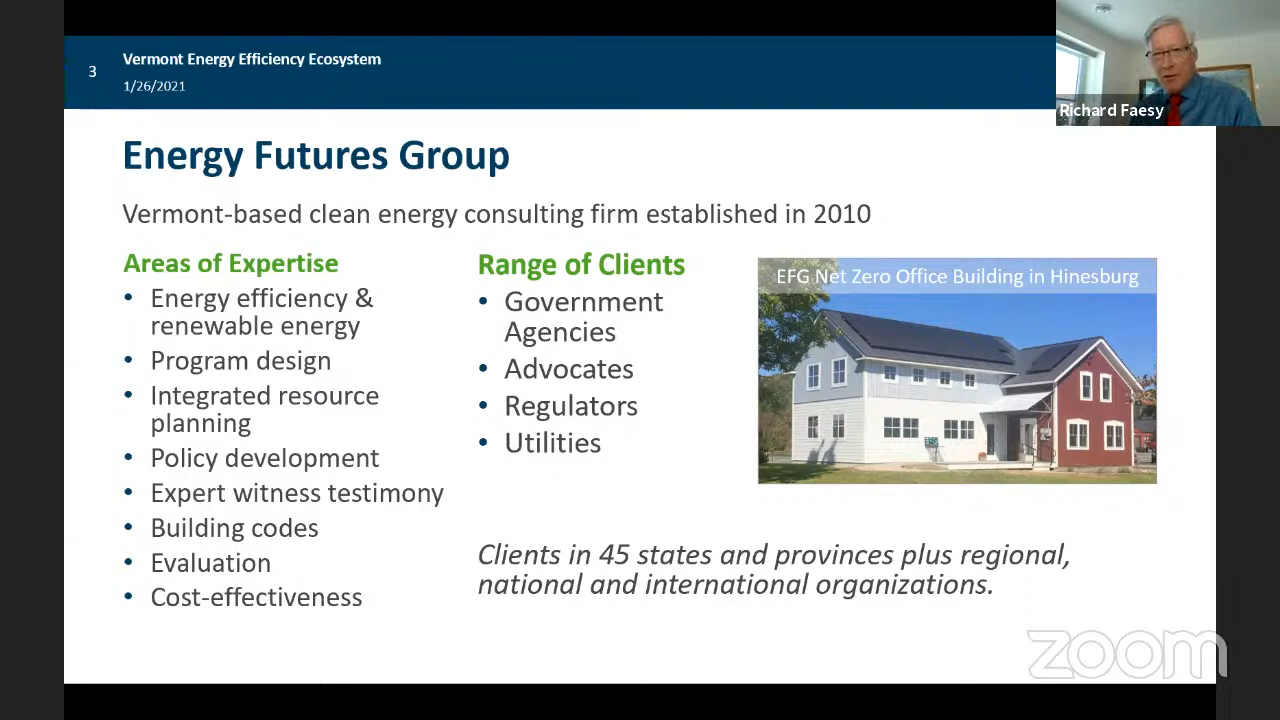 3
Vermont Energy Efficiency Ecosystem
1/26/2021
Richard Faesy
Energy Futures Group
Vermont-based clean energy consulting firm established in 2010
Areas of Expertise
• Energy efficiency &
renewable energy
• Program design
• Integrated resource
planning
• Policy development
• Expert witness testimony
• Building codes
• Evaluation
• Cost-effectiveness
Range of Clients
• Government
Agencies
• Advocates
• Regulators
• Utilities
EFG Net Zero Office Building in Hinesburg
Clients in 45 states and provinces plus regional,
national and international organizations.
zoom